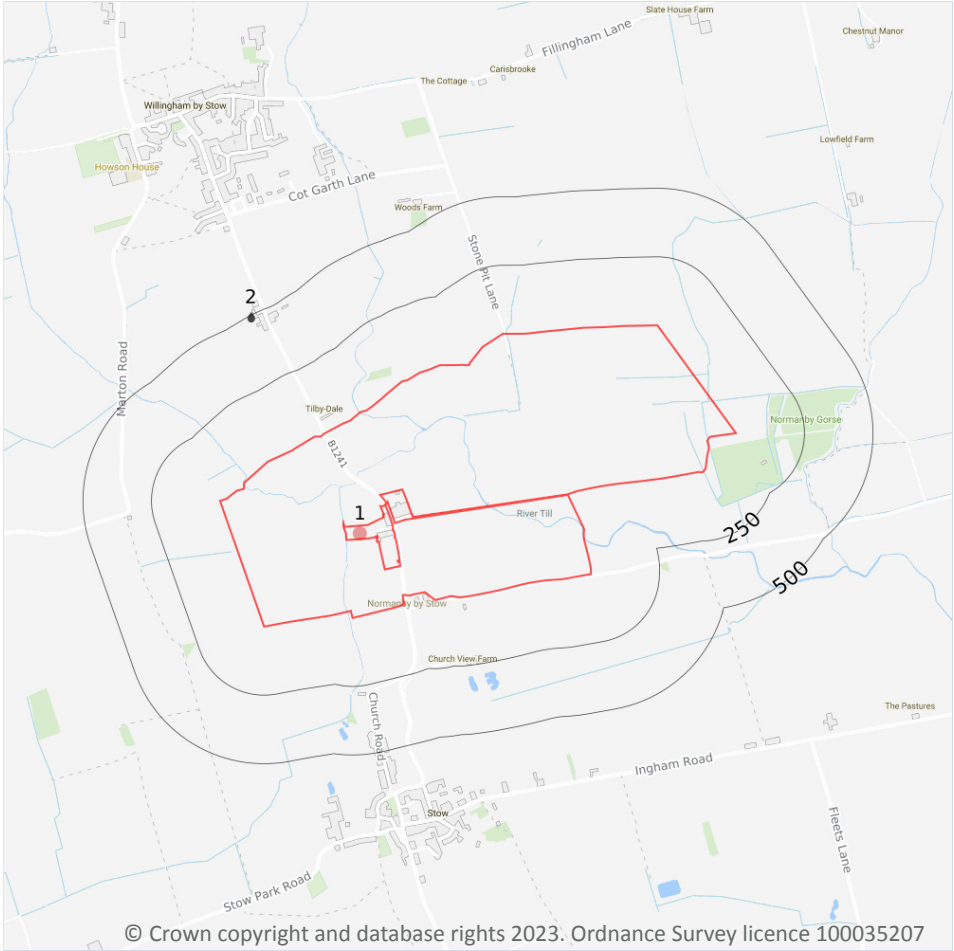 Slate House Farm
Fillingham Lane
Chestnut Manor
Carisbrooke
The Cottage
Willingham by Stow
Lowfield Farm
Howson House
Cot Garth Lane
Woods Farm
Stone Pit Lane
2
Marton Road
Tilby-Dale
Normanby Gorse
B1241
1
River Till
250
500
Normanby by Stow
Church View Farm
Church Road
The Pastures
Ingham Road
Stow
Fleets Lane
Stow Park Road
© Crown copyright and database rights 2023. Ordnance Survey licence 100035207